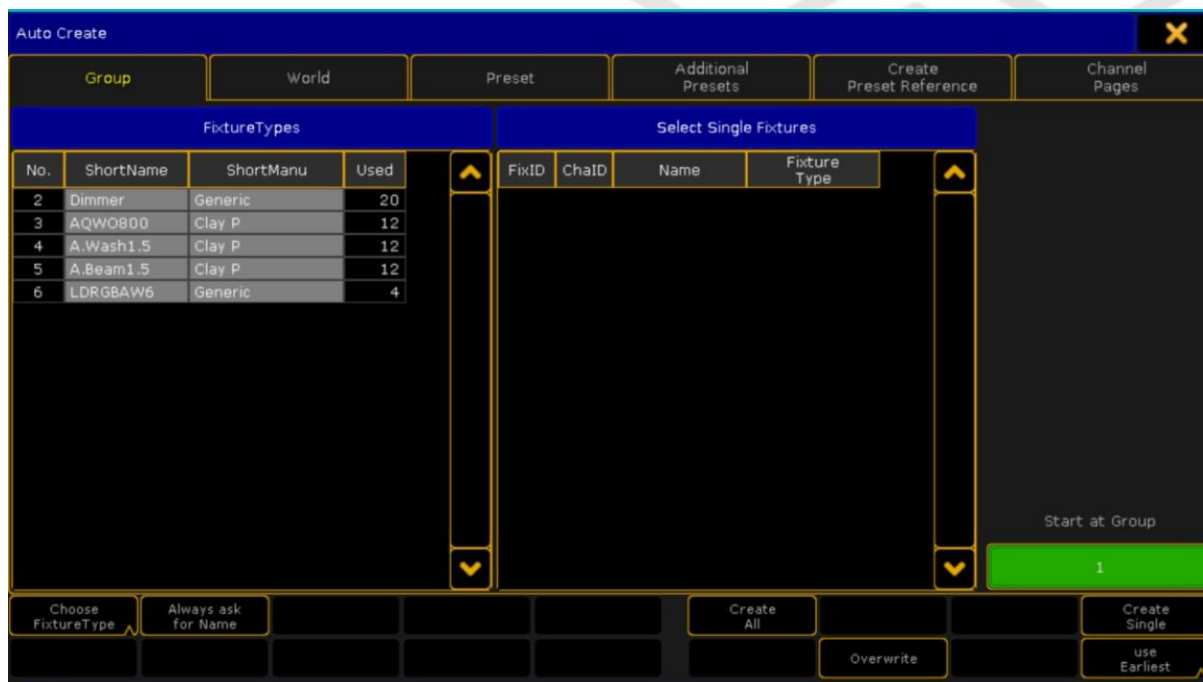 Auto Create
Group World Preset Additional Presets Create Preset Reference Channel Pages
FixtureTypes Select Single Fixtures
No. ShortName ShortManu Used FixID ChaID Name Fixture Type
2 Dimmer Generic 20
3 AQWO800 Clay P 12
4 A.Wash1.5 Clay P 12
5 A.Beam1.5 Clay P 12
6 LDRGBAW6 Generic 4
Start at Group
1
Choose FixtureType Always ask for Name Create All Create Single
Overwrite use Earliest